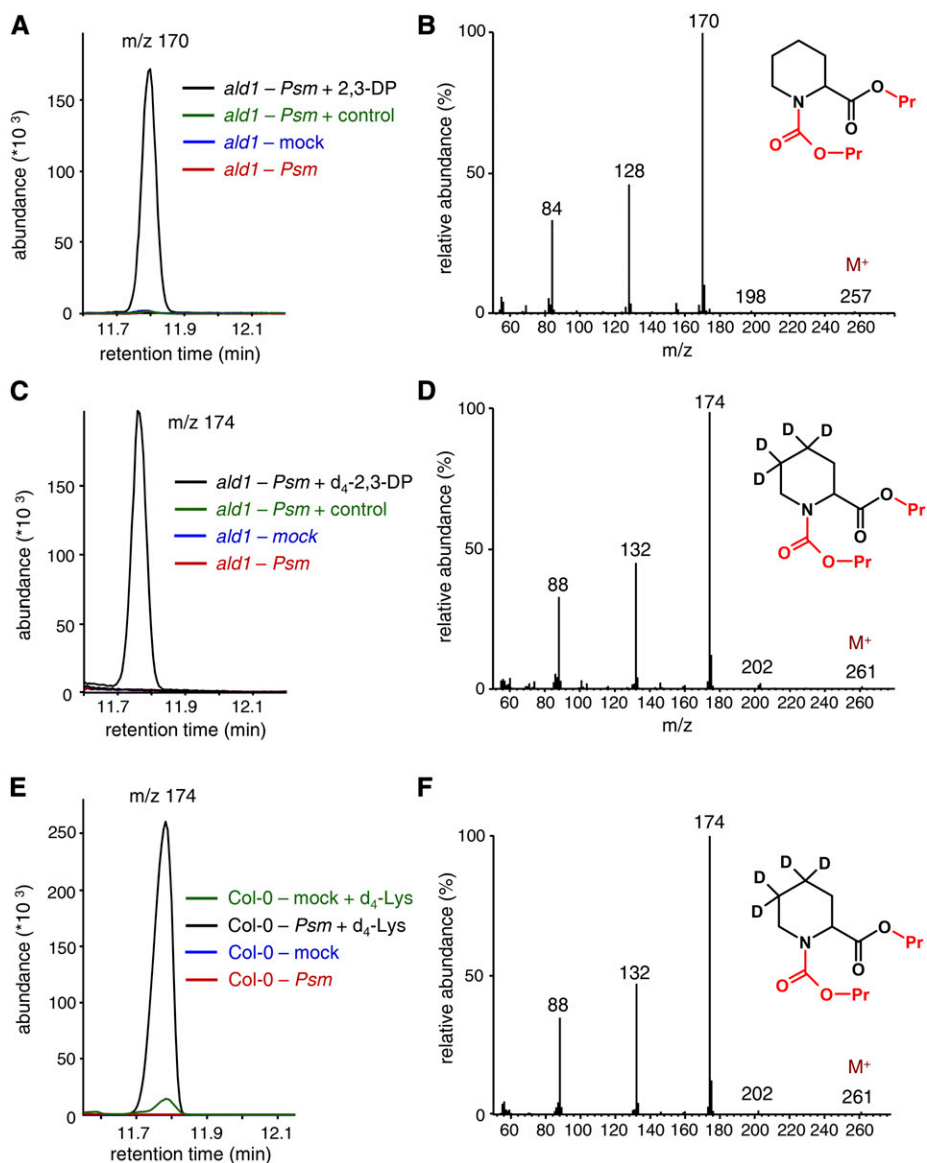 A
m/z 170
abundance (*10 3)
150
100
50
0
ald1 – Psm + 2,3-DP
ald1 – Psm + control
ald1 – mock
ald1 – Psm
11.7 11.9 12.1
retention time (min)
B
relative abundance (%)
100
50
0
170
128
84
198
M+
257
60 80 100 120 140 160 180 200 220 240 260
m/z
N
O
O
O
O
Pr
Pr
C
m/z 174
abundance (*10 3)
150
100
50
0
ald1 – Psm + d4-2,3-DP
ald1 – Psm + control
ald1 – mock
ald1 – Psm
11.7 11.9 12.1
retention time (min)
D
relative abundance (%)
100
50
0
174
132
88
202
M+
261
60 80 100 120 140 160 180 200 220 240 260
m/z
D
D
D
D
N
O
O
O
O
Pr
Pr
E
m/z 174
abundance (*10 3)
250
200
150
100
50
0
Col-0 – mock + d4-Lys
Col-0 – Psm + d4-Lys
Col-0 – mock
Col-0 – Psm
11.7 11.9 12.1
retention time (min)
F
relative abundance (%)
100
50
0
174
132
88
202
M+
261
60 80 100 120 140 160 180 200 220 240 260
m/z
D
D
D
D
N
O
O
O
O
Pr
Pr